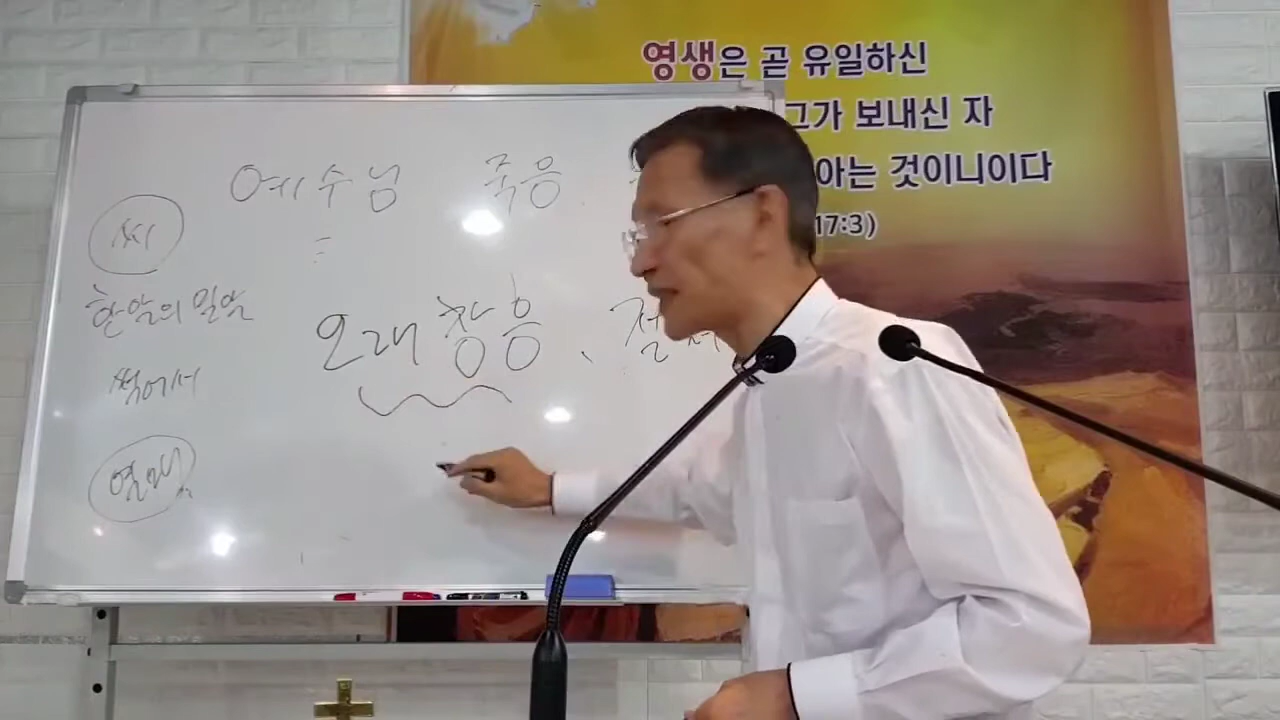 영생은 곧 유일하신
그가 보내신 자
아는 것이니이다
17:3)
예수님 죽음
씨
한 알의 밀알
썩어서
열매
오래 참음、